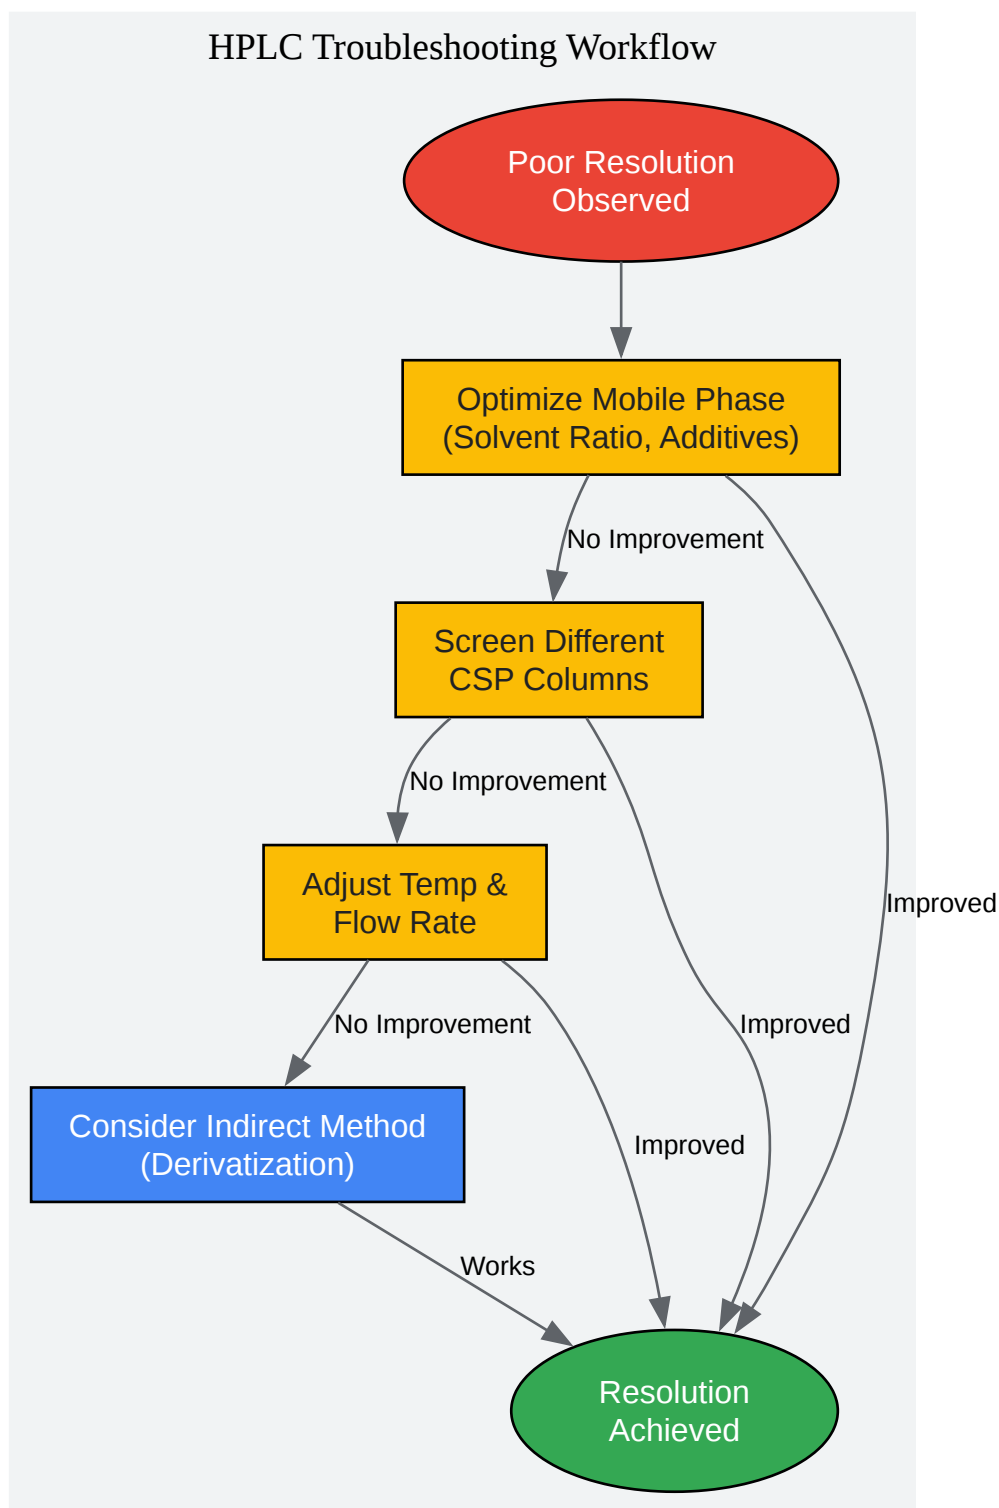 HPLC Troubleshooting Workflow
Poor Resolution
Observed
Optimize Mobile Phase
(Solvent Ratio, Additives)
No Improvement
Screen Different
CSP Columns
No Improvement
Adjust Temp &
Flow Rate
Improved
No Improvement
Improved
Consider Indirect Method
(Derivatization)
Improved
Works
Resolution
Achieved